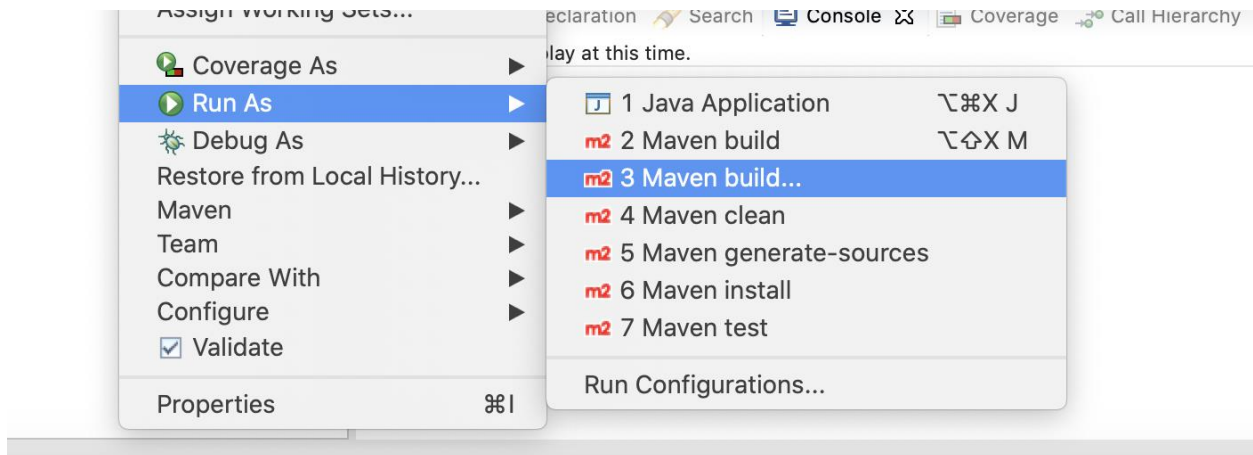 Assign Working Sets...
eclaration Search Console Coverage Call Hierarchy
lay at this time.
Coverage As
Run As
Debug As
Restore from Local History...
Maven
Team
Compare With
Configure
Validate
Properties ⌘I
J 1 Java Application ⌥⌘X J
m2 2 Maven build ⌥⇧X M
m2 3 Maven build...
m2 4 Maven clean
m2 5 Maven generate-sources
m2 6 Maven install
m2 7 Maven test
Run Configurations...